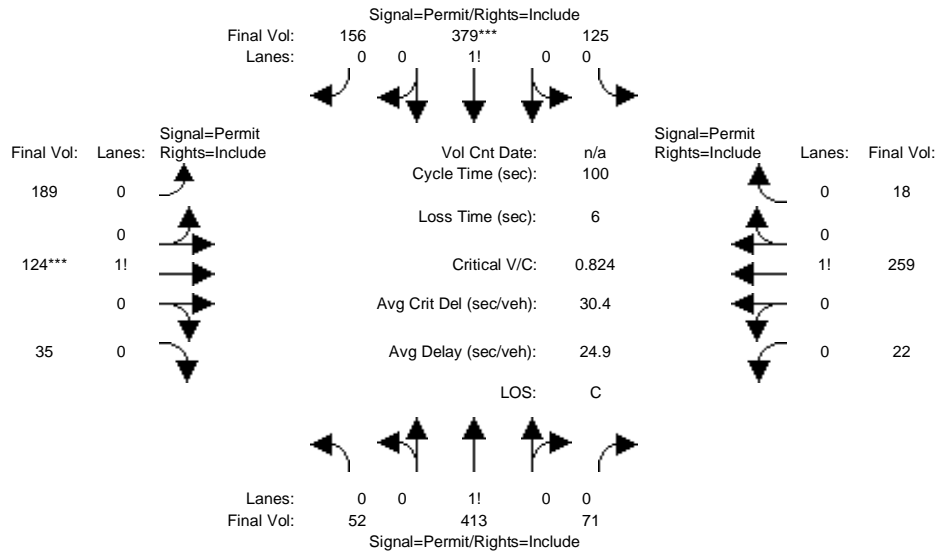 Signal=Permit/Rights=Include
Final Vol: 156 379*** 125
Lanes: 0 0 1! 0 0
Signal=Permit
Final Vol: Lanes: Rights=Include
Vol Cnt Date: n/a
Signal=Permit
Rights=Include Lanes: Final Vol:
Cycle Time (sec): 100
189 0
0 18
Loss Time (sec): 6
0
0
124*** 1!
Critical V/C: 0.824
1! 259
0
Avg Crit Del (sec/veh): 30.4
0
35 0
Avg Delay (sec/veh): 24.9
0 22
LOS: C
Lanes: 0 0 1! 0 0
Final Vol: 52 413 71
Signal=Permit/Rights=Include